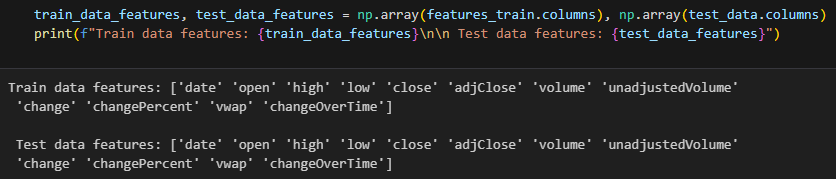 train_data_features, test_data_features = np.array(features_train.columns), np.array(test_data.columns)
print(f"Train data features: {train_data_features}\n\n Test data features: {test_data_features}")
Train data features: ['date' 'open' 'high' 'low' 'close' 'adjClose' 'volume' 'unadjustedVolume'
 'change' 'changePercent' 'vwap' 'changeOverTime']
 Test data features: ['date' 'open' 'high' 'low' 'close' 'adjClose' 'volume' 'unadjustedVolume'
 'change' 'changePercent' 'vwap' 'changeOverTime']